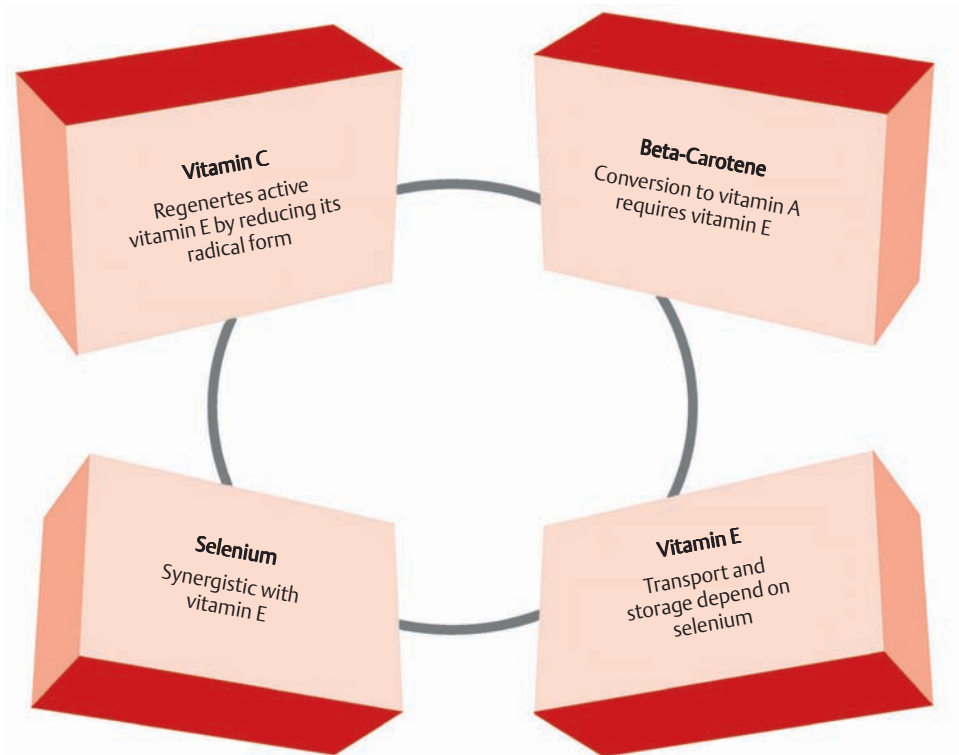 Vitamin C
Regenertes active
vitamin E by reducing its
radical form
Beta-Carotene
Conversion to vitamin A
requires vitamin E
Selenium
Synergistic with
vitamin E
Vitamin E
Transport and
storage depend on
selenium